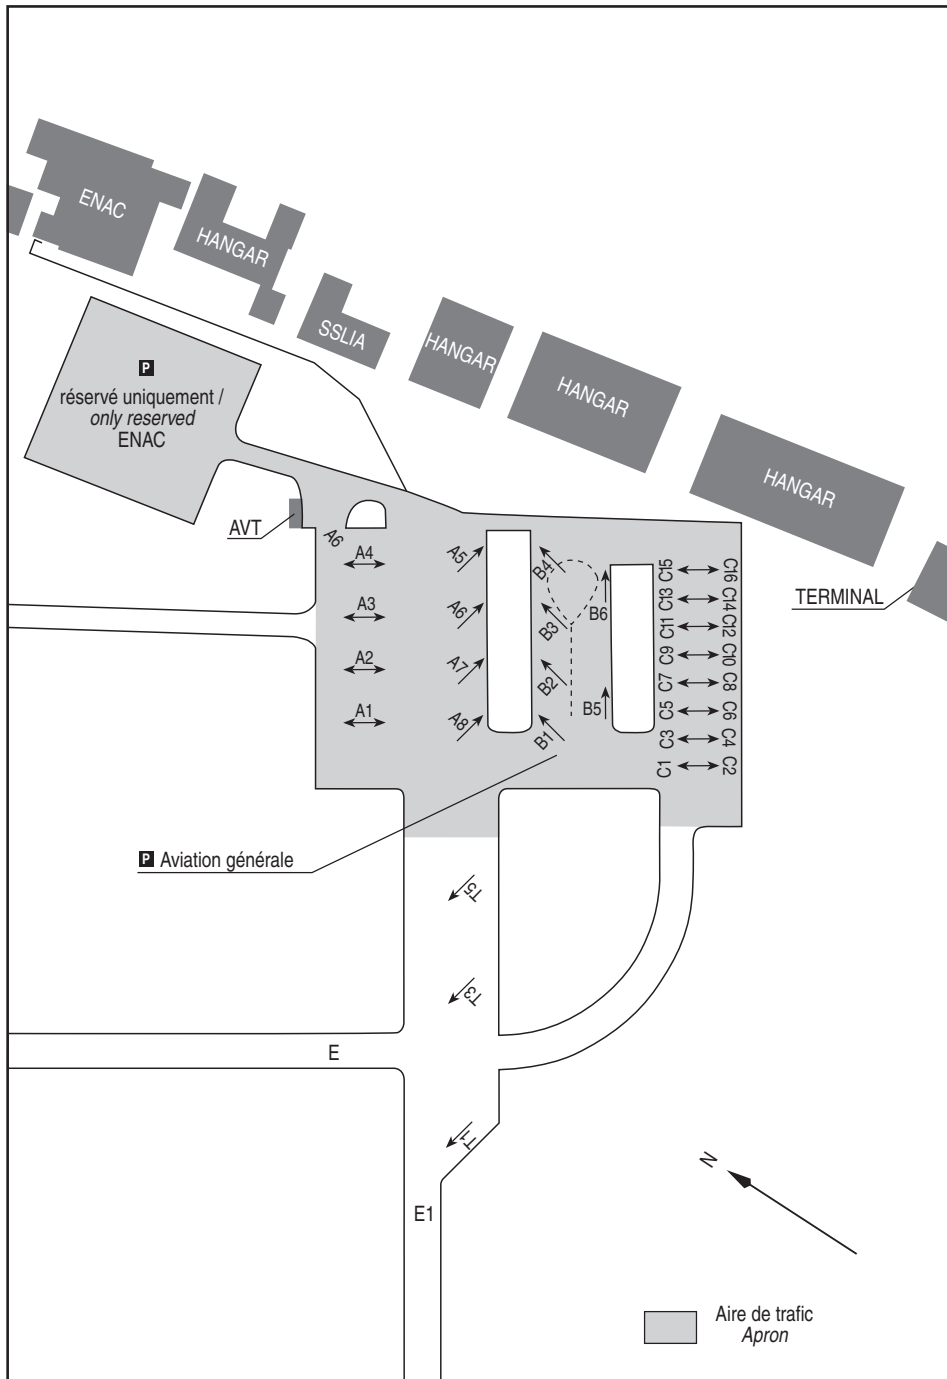 ENAC
HANGAR
SSLIA
HANGAR
HANGAR
HANGAR
TERMINAL
P
réservé uniquement /
only reserved
ENAC
AVT
A6
A4
A3
A2
A1
A5
A6
A7
A8
B4
B3
B2
B1
B6
B5
C15
C16
C13
C14
C11
C12
C9
C10
C7
C8
C5
C6
C3
C4
C1
C2
P Aviation générale
T5
T3
E
T1
E1
N
Aire de trafic
Apron